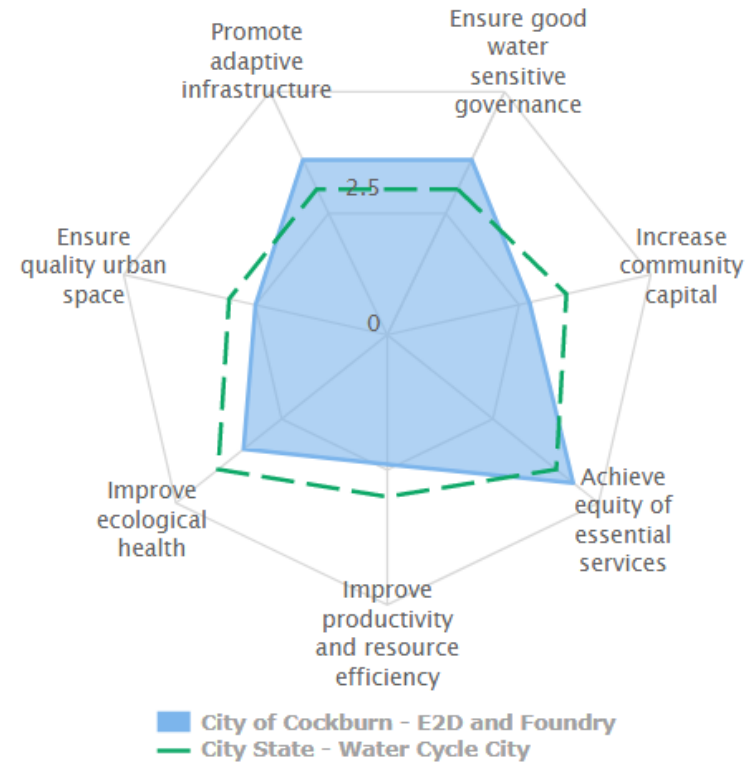 Promote
adaptive
infrastructure
Ensure good
water
sensitive
governance
2.5
Ensure
quality urban
space
Increase
community
capital
0
Improve
ecological
health
Achieve
equity of
essential
services
Improve
productivity
and resource
efficiency
City of Cockburn - E2D and Foundry
City State - Water Cycle City